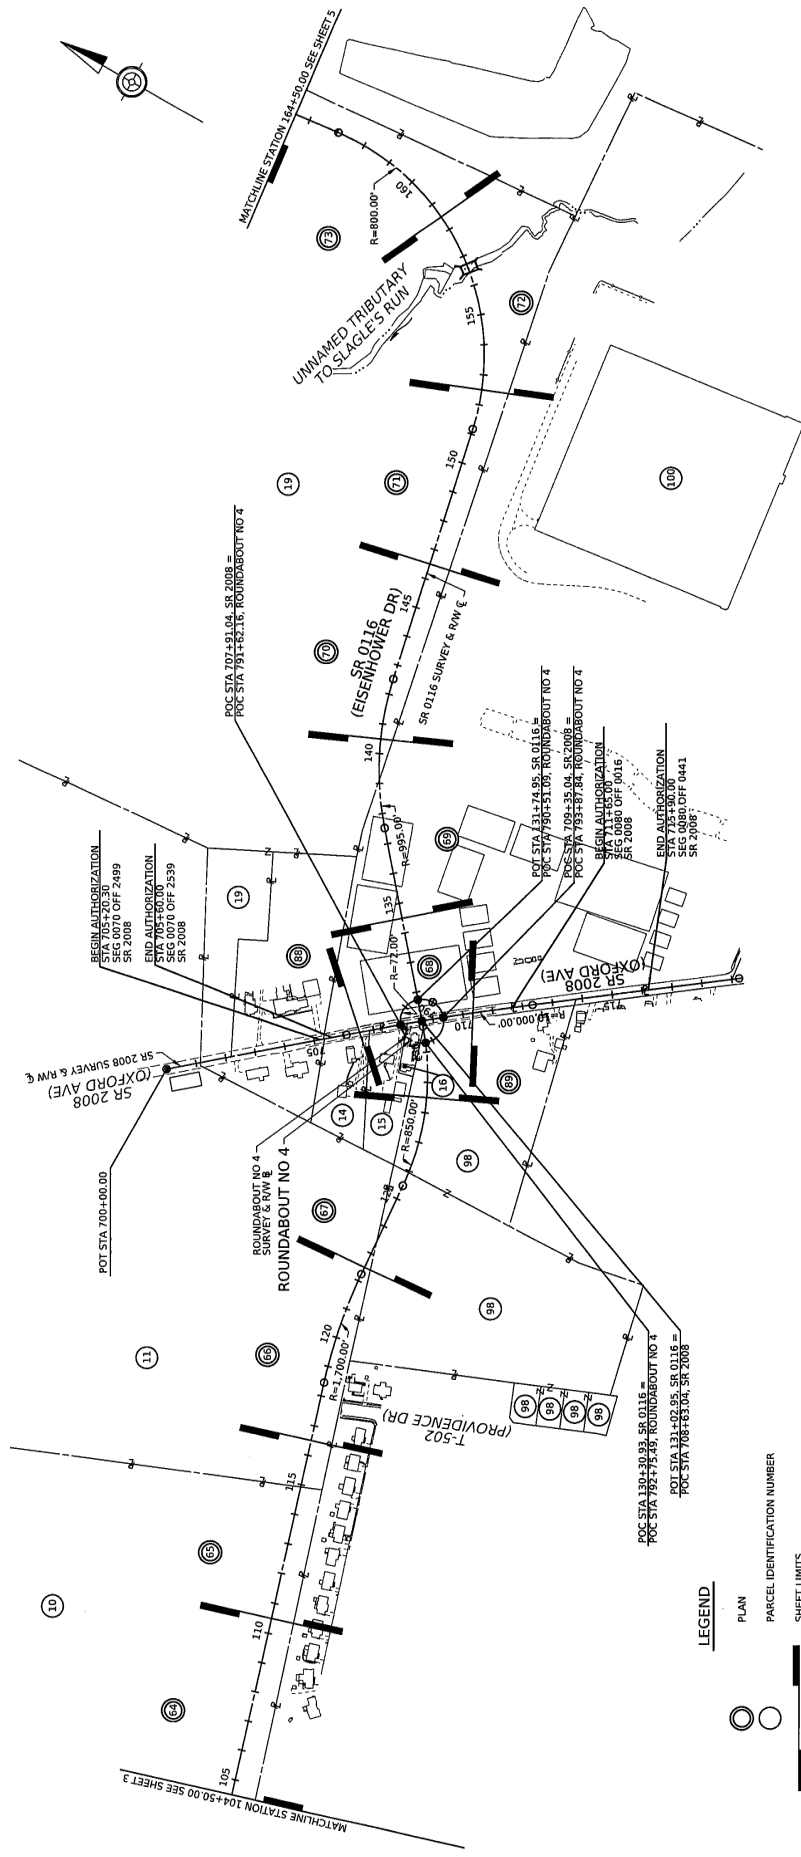 MATCHLINE STATION 104+50.00 SEE SHEET 3
105
64
10
110
65
115
11
66
120
R=1,700.00'
T-502
(PROVIDENCE DR)
98
98
98
98
98
67
POT STA 700+00.00
ROUNDABOUT NO 4
SURVEY & R/W ℄
ROUNDABOUT NO 4
R=850.00'
14
15
16
98
89
SR 2008
(OXFORD AVE)
SR 2008 SURVEY & R/W ℄
705
BEGIN AUTHORIZATION
STA 705+20.30
SEG 0070 OFF 2499
SR 2008
END AUTHORIZATION
STA 705+60.00
SEG 0070 OFF 2539
SR 2008
19
88
68
R=72.00'
135
R=995.00'
69
710
R=10,000.00'
715
SR 2008
(OXFORD AVE)
POC STA 707+91.04, SR 2008 =
POC STA 791+62.16, ROUNDABOUT NO 4
POT STA 131+74.95, SR 0116 =
POC STA 790+51.09, ROUNDABOUT NO 4
POC STA 709+35.04, SR 2008 =
POC STA 793+87.84, ROUNDABOUT NO 4
BEGIN AUTHORIZATION
STA 711+65.00
SEG 0080 OFF 0016
SR 2008
END AUTHORIZATION
STA 715+90.00
SEG 0080 OFF 0441
SR 2008
POC STA 130+30.93, SR 0116 =
POC STA 792+75.49, ROUNDABOUT NO 4
POT STA 131+02.95, SR 0116 =
POC STA 708+63.04, SR 2008
140
70
SR 0116
(EISENHOWER DR)
145
SR 0116 SURVEY & R/W ℄
19
71
150
100
72
155
UNNAMED TRIBUTARY
TO SLAGLE'S RUN
73
R=800.00'
160
MATCHLINE STATION 164+50.00 SEE SHEET 5
LEGEND
PLAN
PARCEL IDENTIFICATION NUMBER
SHEET LIMITS